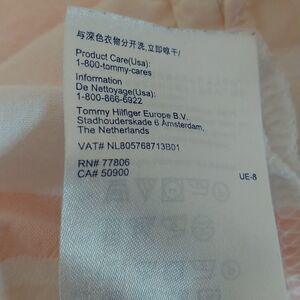 与深色衣物分开洗,立即晾干/
Product Care(Usa):
1-800-tommy-cares
Information
De Nettoyage(Usa):
1-800-866-6922
Tommy Hilfiger Europe B.V.
Stadhouderskade 6 Amsterdam,
The Netherlands
VAT# NL805768713B01
RN# 77806
CA# 50900
UE-8